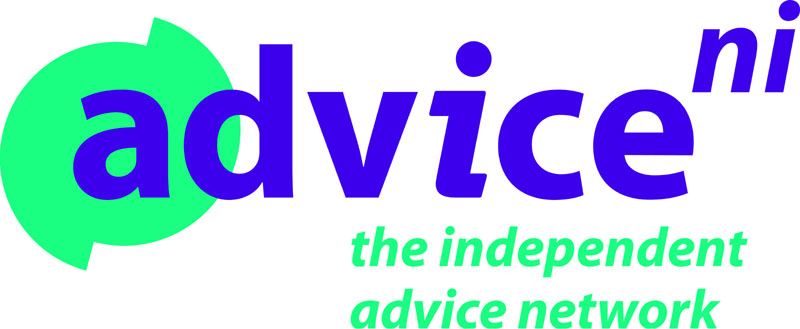 advice ni
the independent
advice network